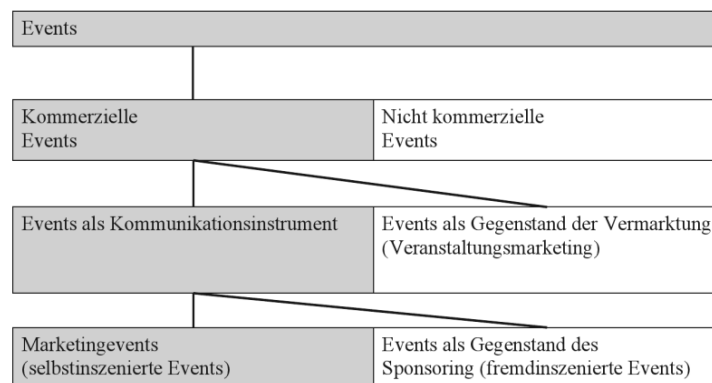 Events
Kommerzielle
Events
Nicht kommerzielle
Events
Events als Kommunikationsinstrument
Events als Gegenstand der Vermarktung
(Veranstaltungsmarketing)
Marketingevents
(selbstinszenierte Events)
Events als Gegenstand des
Sponsoring (fremdinszenierte Events)